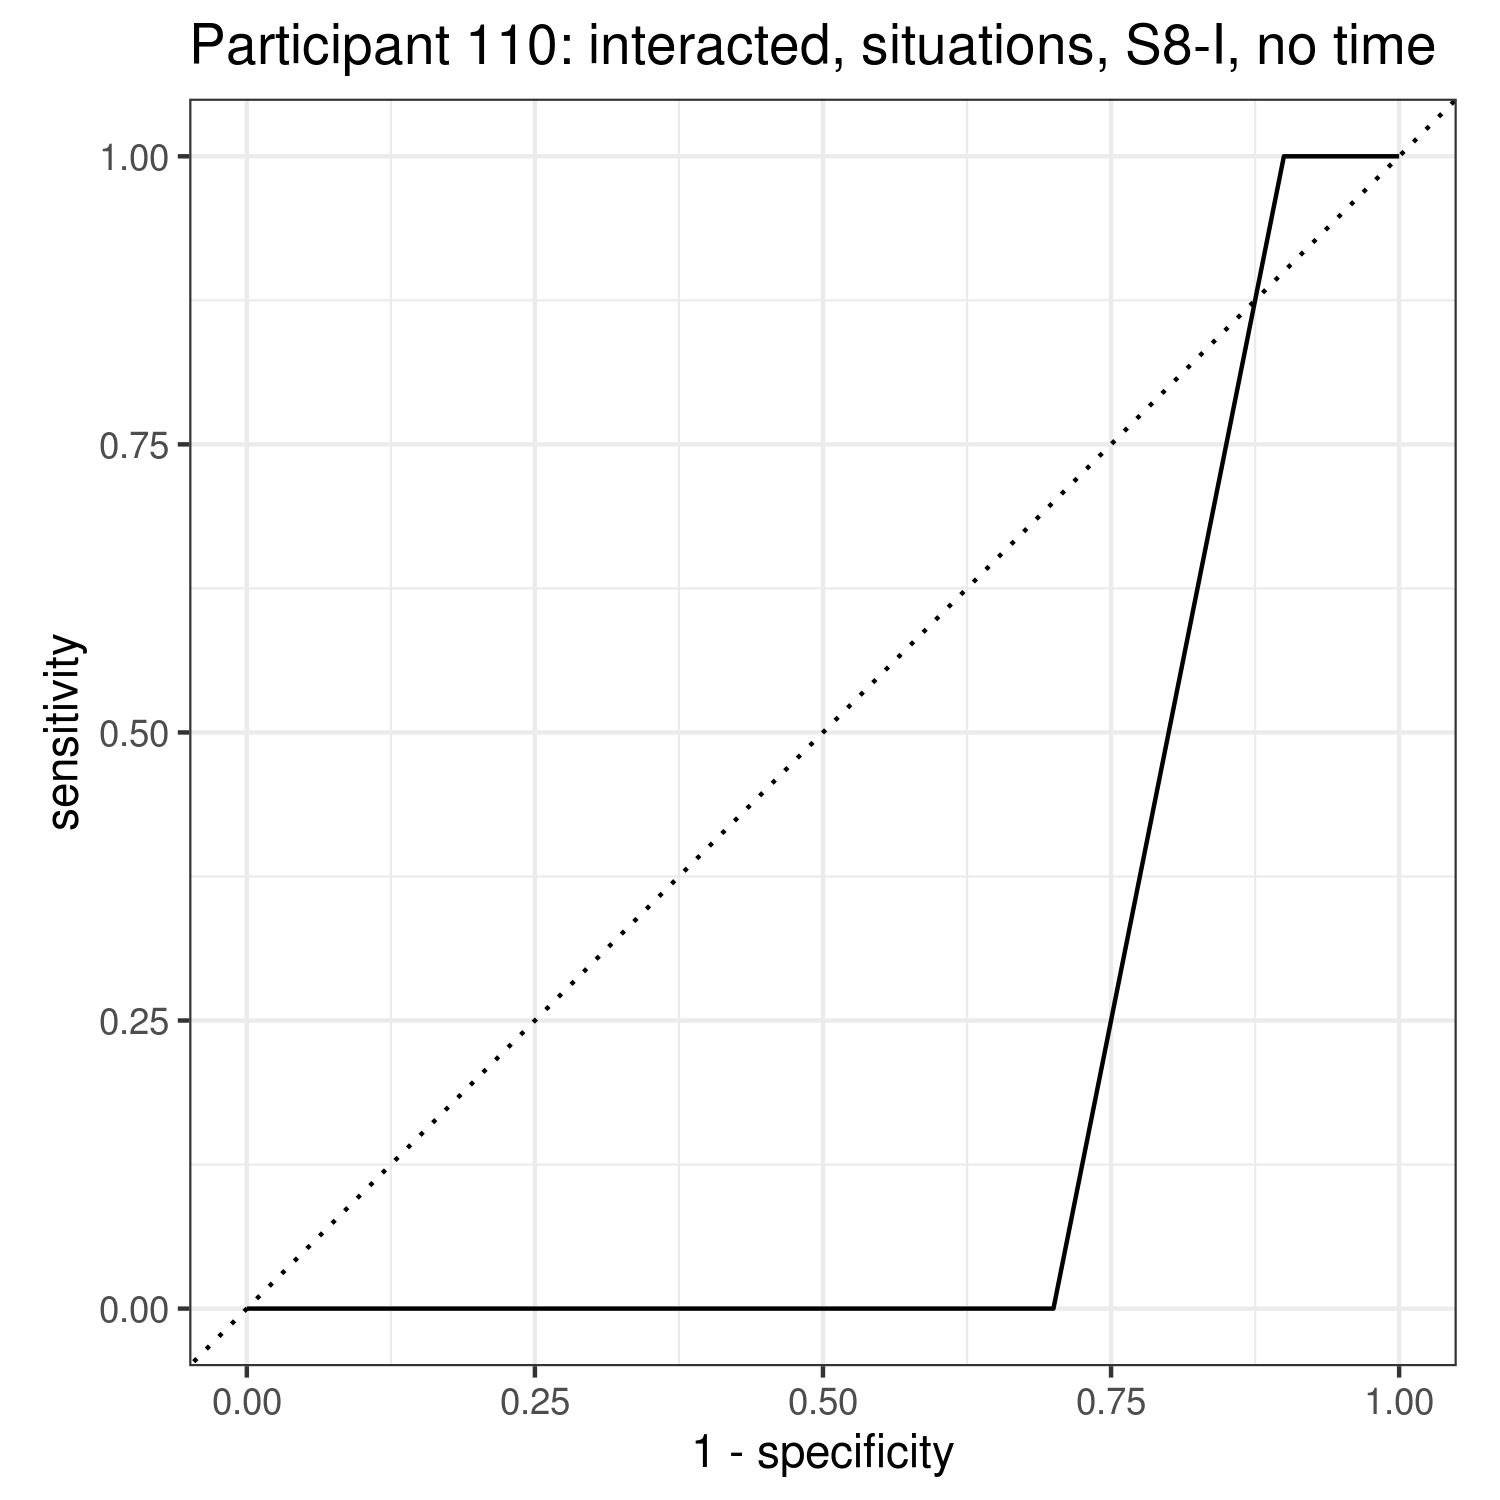 Participant 110: interacted, situations, S8-I, no time
1.00
0.75
0.50
0.25
0.00
sensitivity
0.00 0.25 0.50 0.75 1.00
1 - specificity